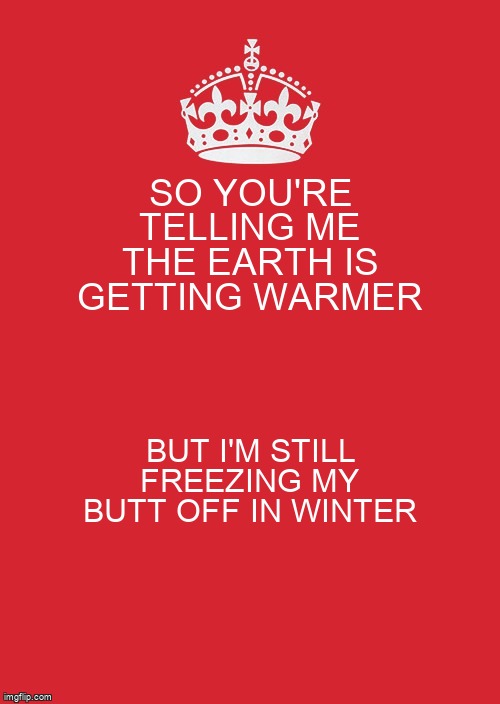 SO YOU'RE
TELLING ME
THE EARTH IS
GETTING WARMER
BUT I'M STILL
FREEZING MY
BUTT OFF IN WINTER
imgflip.com